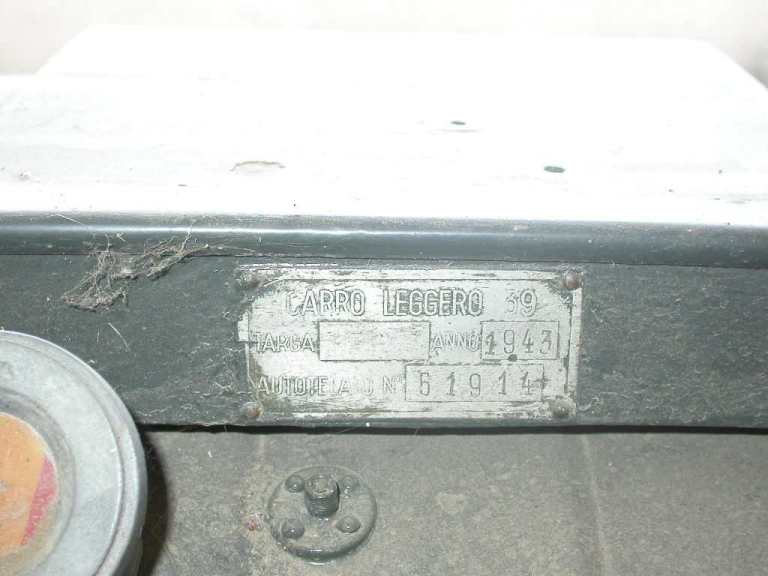 CARRO LEGGERO 39
TARGA ANNO 1943
AUTOTELAIO N° 61914